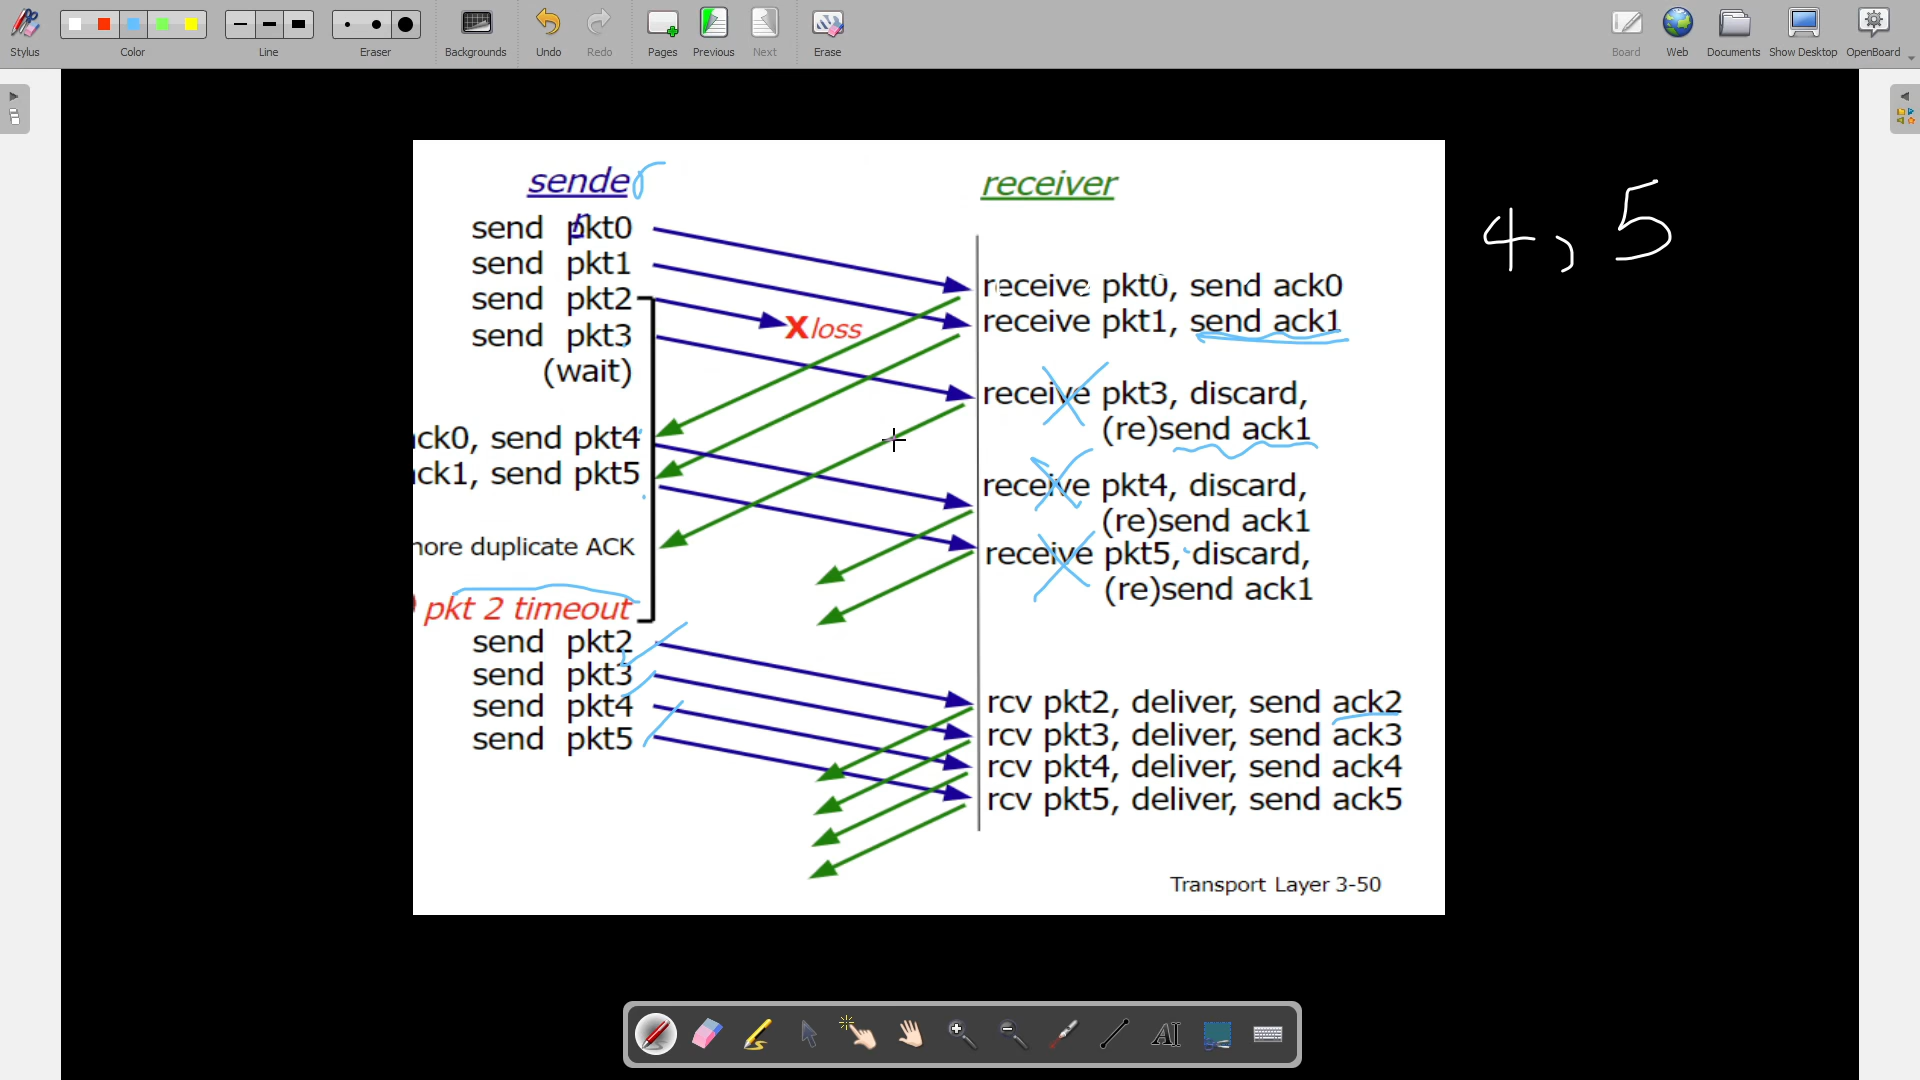 Stylus
Color
Line
Eraser
Backgrounds
Undo
Redo
Pages
Previous
Next
Erase
Board
Web
Documents
Show Desktop
OpenBoard
sender
receiver
r
send pkt0
send pkt1
send pkt2
send pkt3
(wait)
X loss
receive pkt0, send ack0
receive pkt1, send ack1
4, 5
receive pkt3, discard,
(re)send ack1
ck0, send pkt4
ck1, send pkt5
receive pkt4, discard,
(re)send ack1
ore duplicate ACK
receive pkt5, discard,
(re)send ack1
pkt 2 timeout
send pkt2
send pkt3
send pkt4
send pkt5
rcv pkt2, deliver, send ack2
rcv pkt3, deliver, send ack3
rcv pkt4, deliver, send ack4
rcv pkt5, deliver, send ack5
Transport Layer 3-50
AI